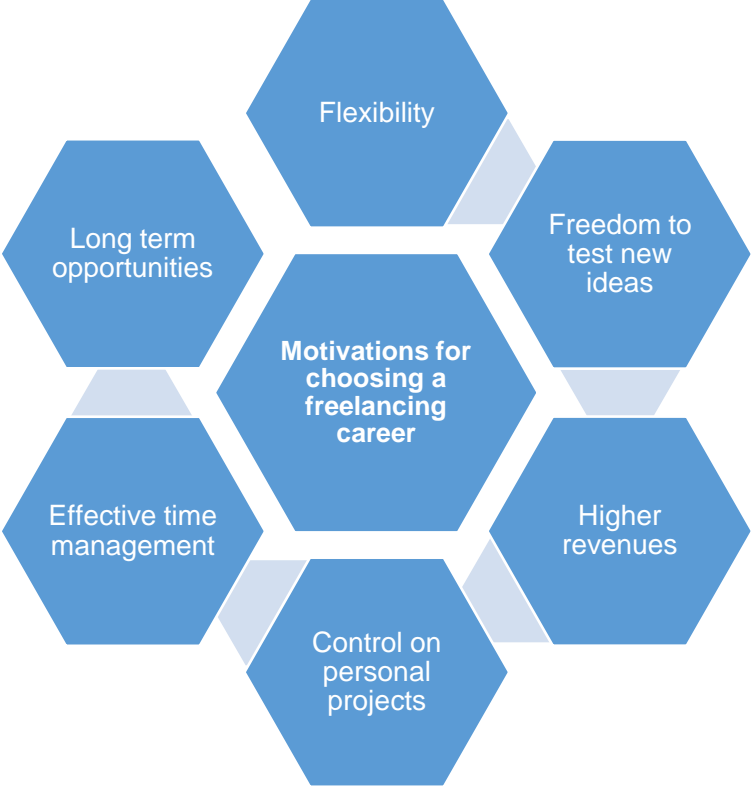 Flexibility
Freedom to
test new
ideas
Long term
opportunities
Motivations for
choosing a
freelancing
career
Higher
revenues
Effective time
management
Control on
personal
projects